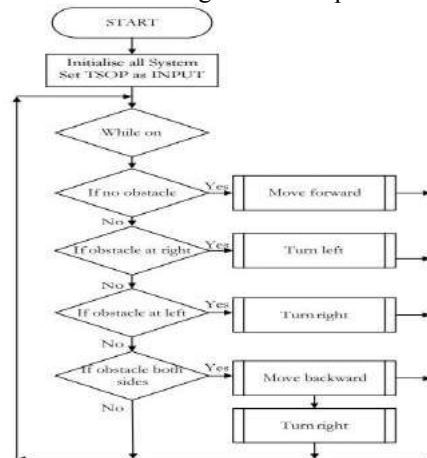 START
Initialise all System
Set TSOP as INPUT
While on
If no obstacle
Yes
Move forward
No
If obstacle at right
Yes
Turn left
No
If obstacle at left
Yes
Turn right
No
If obstacle both
sides
Yes
Move backward
No
Turn right